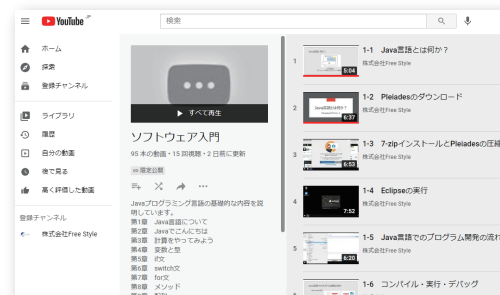 YouTube JP
検索
ホーム
探索
登録チャンネル
ライブラリ
履歴
自分の動画
後で見る
高く評価した動画
登録チャンネル
株式会社Free Style
すべて再生
ソフトウェア入門
95 本の動画・15 回視聴・2 日前に更新
限定公開
Javaプログラミング言語の基礎的な内容を説
明しています。
第1章 Java言語について
第2章 Javaでこんにちは
第3章 計算をやってみよう
第4章 変数と型
第5章 if文
第6章 switch文
第7章 for文
第8章 メソッド
1
5:04
1-1 Java言語とは何か？
株式会社Free Style
2
Java言語とは何か？
6:37
1-2 Pleiadesのダウンロード
株式会社Free Style
3
6:53
1-3 7-zipインストールとPleiadesの圧縮
株式会社Free Style
4
7:52
1-4 Eclipseの実行
株式会社Free Style
5
6:20
1-5 Java言語でのプログラム開発の流れ
株式会社Free Style
1-6 コンパイル・実行・デバッグ